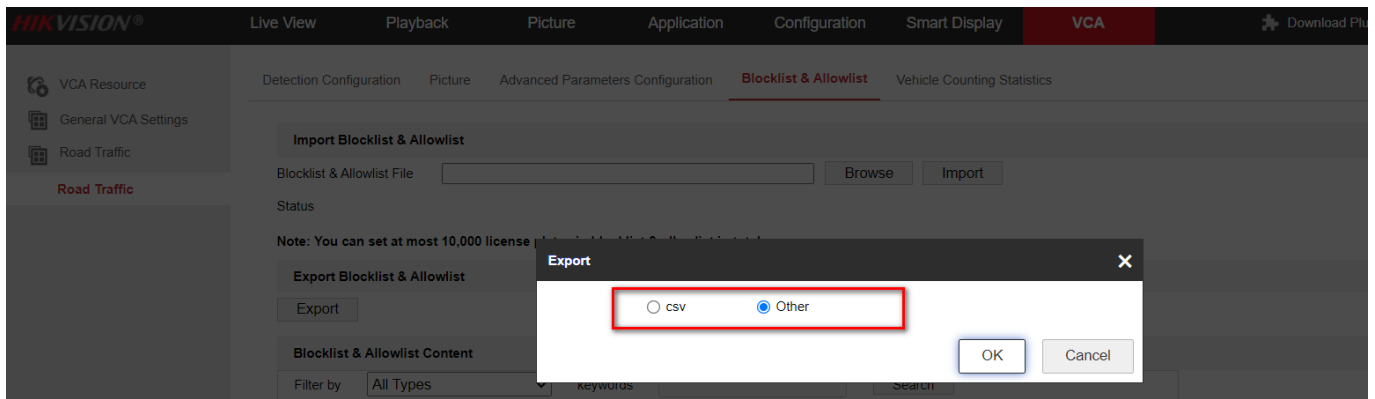 HIKVISION® Live View Playback Picture Application Configuration Smart Display VCA Download Plu
VCA Resource Detection Configuration Picture Advanced Parameters Configuration Blocklist & Allowlist Vehicle Counting Statistics
General VCA Settings
Road Traffic
Road Traffic
Import Blocklist & Allowlist
Blocklist & Allowlist File Browse Import
Status
Note: You can set at most 10,000 license
Export Blocklist & Allowlist
Export
Export
csv Other
OK Cancel
Blocklist & Allowlist Content
Filter by All Types keywords Search